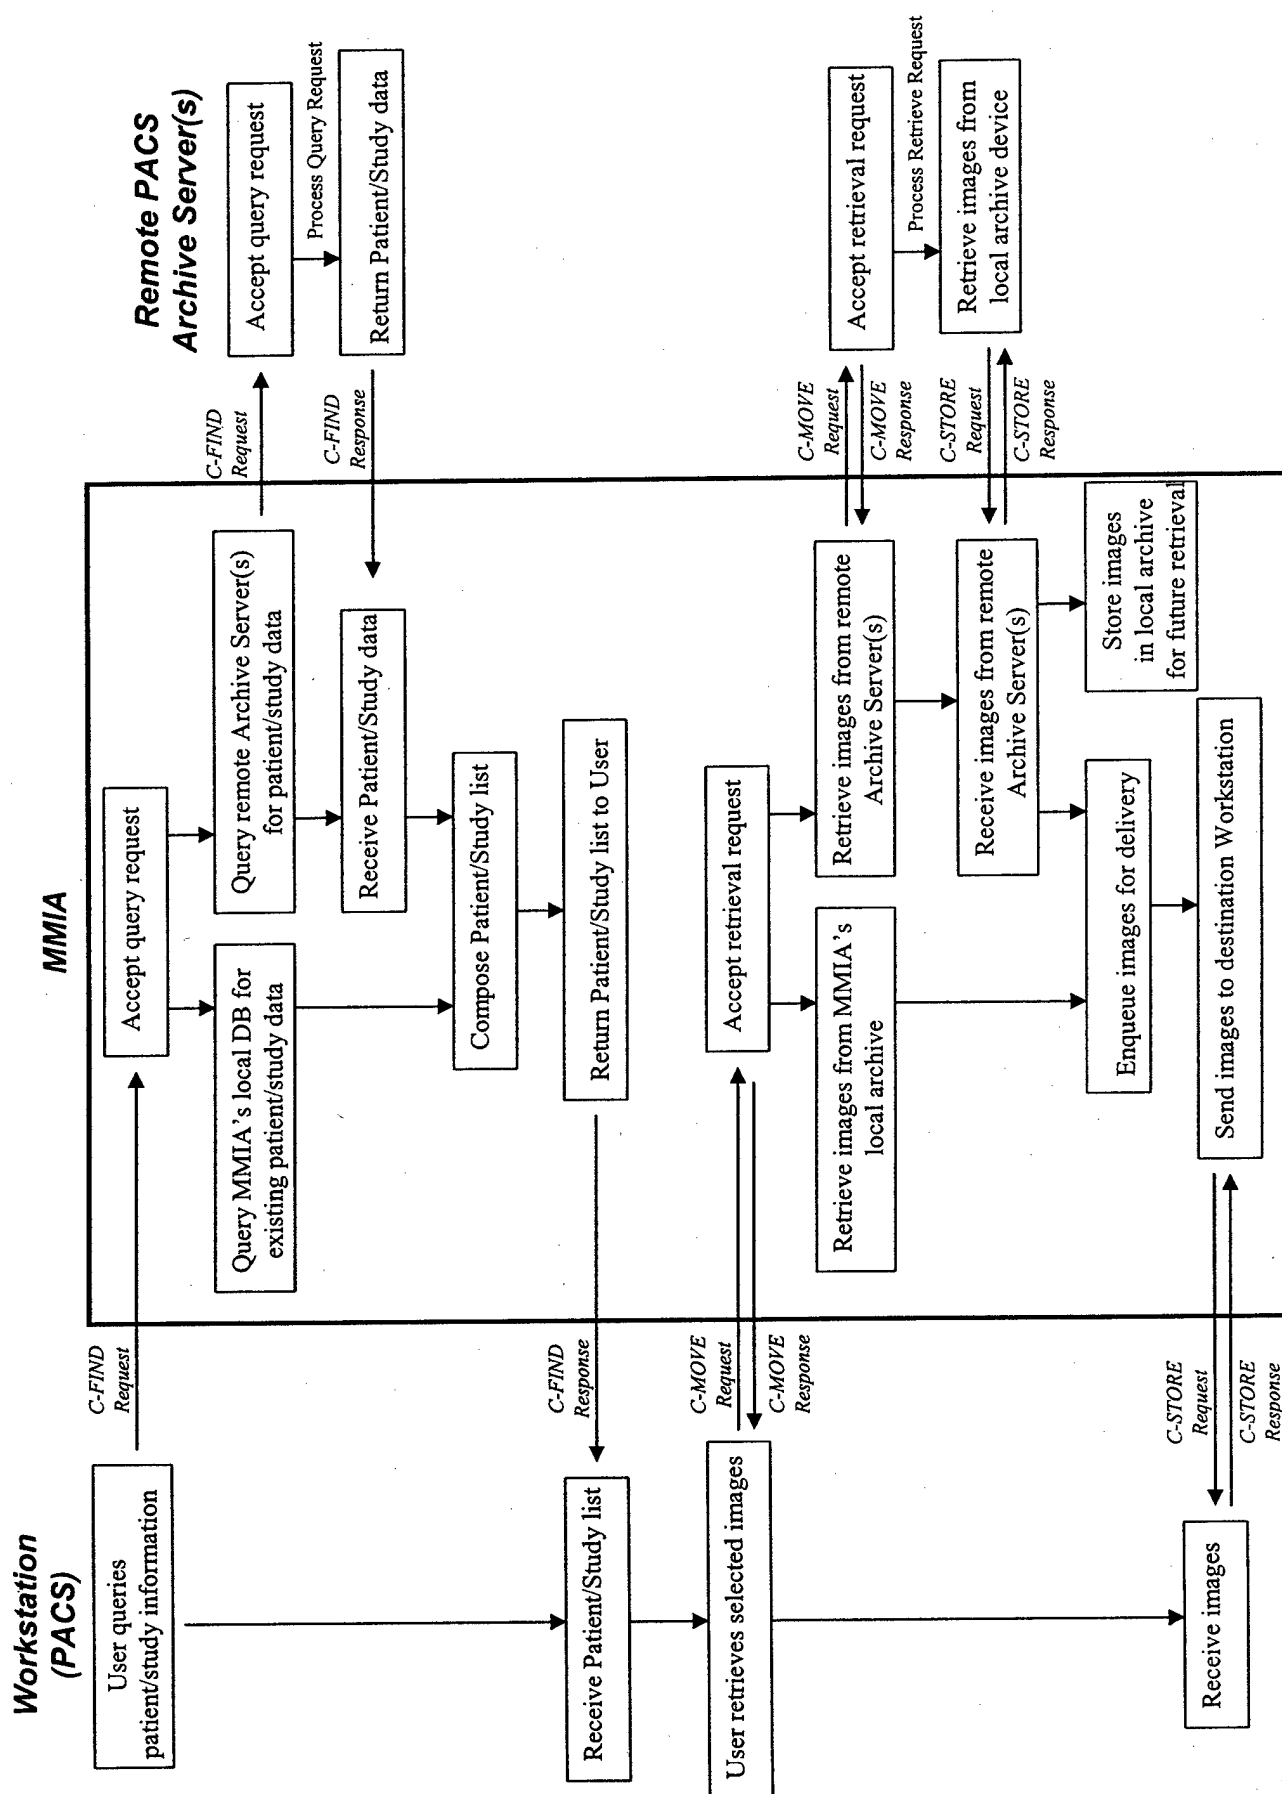 Workstation
(PACS)
MMIA
Remote PACS
Archive Server(s)
User queries
patient/study information
C-FIND
Request
Accept query request
Query MMIA's local DB for
existing patient/study data
Query remote Archive Server(s)
for patient/study data
C-FIND
Request
Accept query request
Process Query Request
Return Patient/Study data
C-FIND
Response
Receive Patient/Study data
Compose Patient/Study list
Return Patient/Study list to User
C-FIND
Response
Receive Patient/Study list
User retrieves selected images
C-MOVE
Request
C-MOVE
Response
Accept retrieval request
Retrieve images from MMIA's
local archive
Retrieve images from remote
Archive Server(s)
C-MOVE
Request
C-MOVE
Response
Accept retrieval request
Process Retrieve Request
Retrieve images from
local archive device
C-STORE
Request
C-STORE
Response
Receive images from remote
Archive Server(s)
Store images
in local archive
for future retrieval
Enqueue images for delivery
Send images to destination Workstation
C-STORE
Request
C-STORE
Response
Receive images